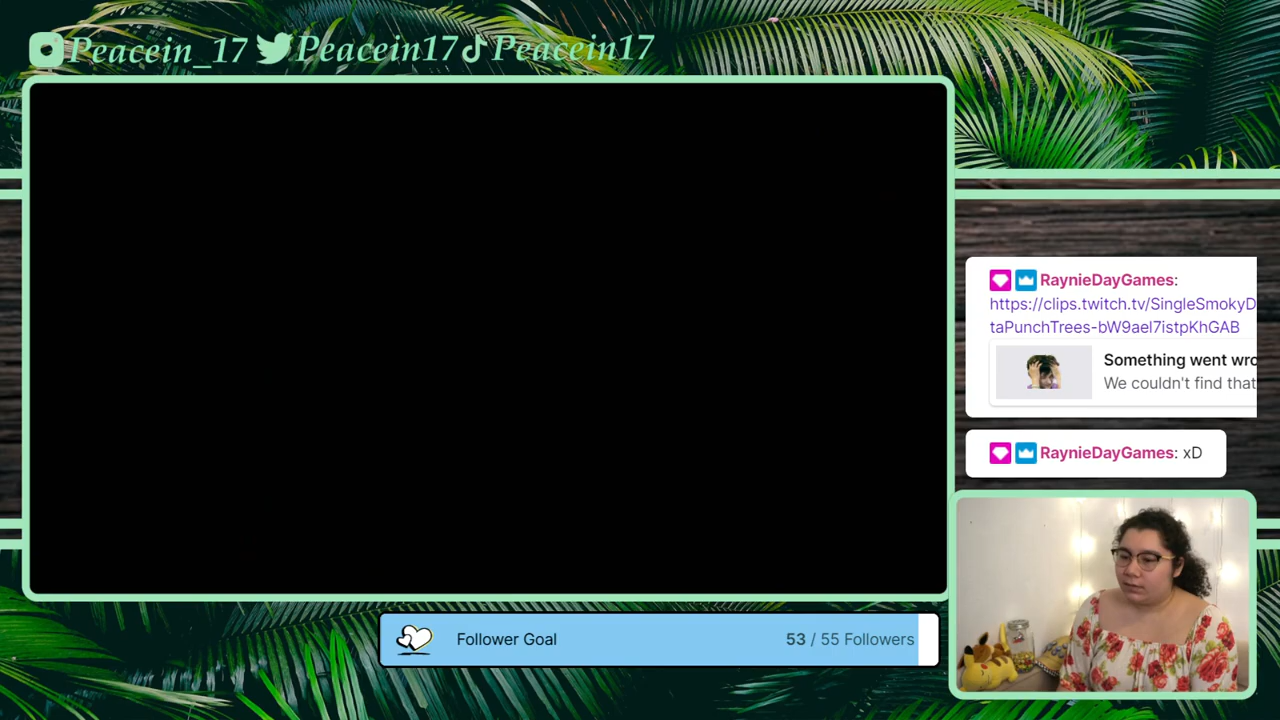 Peacein_17 Peacein17 Peacein17
RaynieDayGames:
https://clips.twitch.tv/SingleSmokyD
taPunchTrees-bW9ael7istpKhGAB
Something went wro
We couldn't find that
RaynieDayGames: xD
Follower Goal 53 / 55 Followers